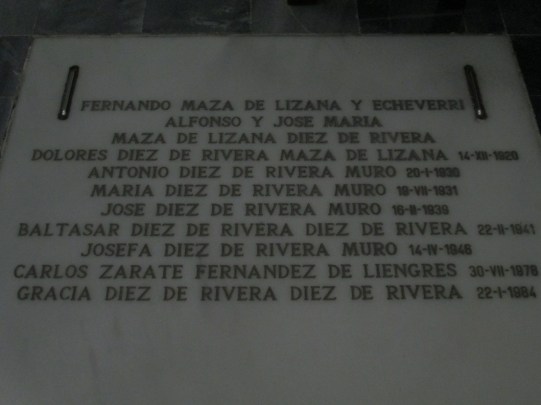 FERNANDO MAZA DE LIZANA Y ECHEVERRI
ALFONSO Y JOSE MARIA
MAZA DE LIZANA DIEZ DE RIVERA
DOLORES DIEZ DE RIVERA MAZA DE LIZANA 14-XII-1929
ANTONIO DIEZ DE RIVERA MURO 20-I-1930
MARIA DIEZ DE RIVERA MURO 19-VII-1931
JOSE DIEZ DE RIVERA MURO 16-II-1939
BALTASAR DIEZ DE RIVERA DIEZ DE RIVERA 22-II-1941
JOSEFA DIEZ DE RIVERA MURO 14-IV-1946
CARLOS ZARATE FERNANDEZ DE LIENGRES 30-VII-1976
GRACIA DIEZ DE RIVERA DIEZ DE RIVERA 22-I-1984